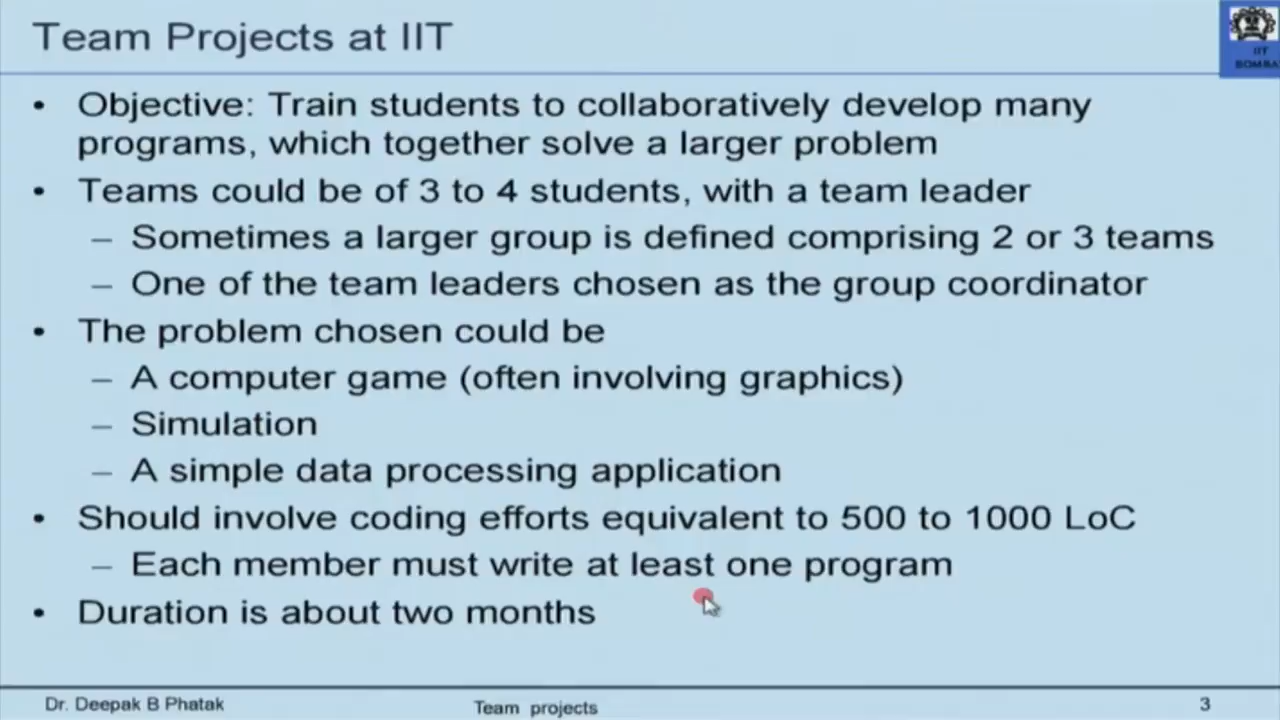 Team Projects at IIT
IIT
BOMBA
• Objective: Train students to collaboratively develop many
programs, which together solve a larger problem
• Teams could be of 3 to 4 students, with a team leader
– Sometimes a larger group is defined comprising 2 or 3 teams
– One of the team leaders chosen as the group coordinator
• The problem chosen could be
– A computer game (often involving graphics)
– Simulation
– A simple data processing application
• Should involve coding efforts equivalent to 500 to 1000 LoC
– Each member must write at least one program
• Duration is about two months
Dr. Deepak B Phatak
Team projects
3